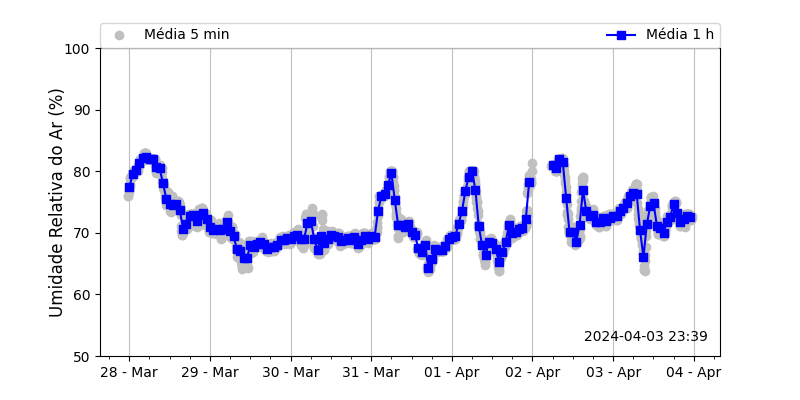 Média 5 min
Média 1 h
Umidade Relativa do Ar (%)
100
90
80
70
60
50
2024-04-03 23:39
28 - Mar
29 - Mar
30 - Mar
31 - Mar
01 - Apr
02 - Apr
03 - Apr
04 - Apr